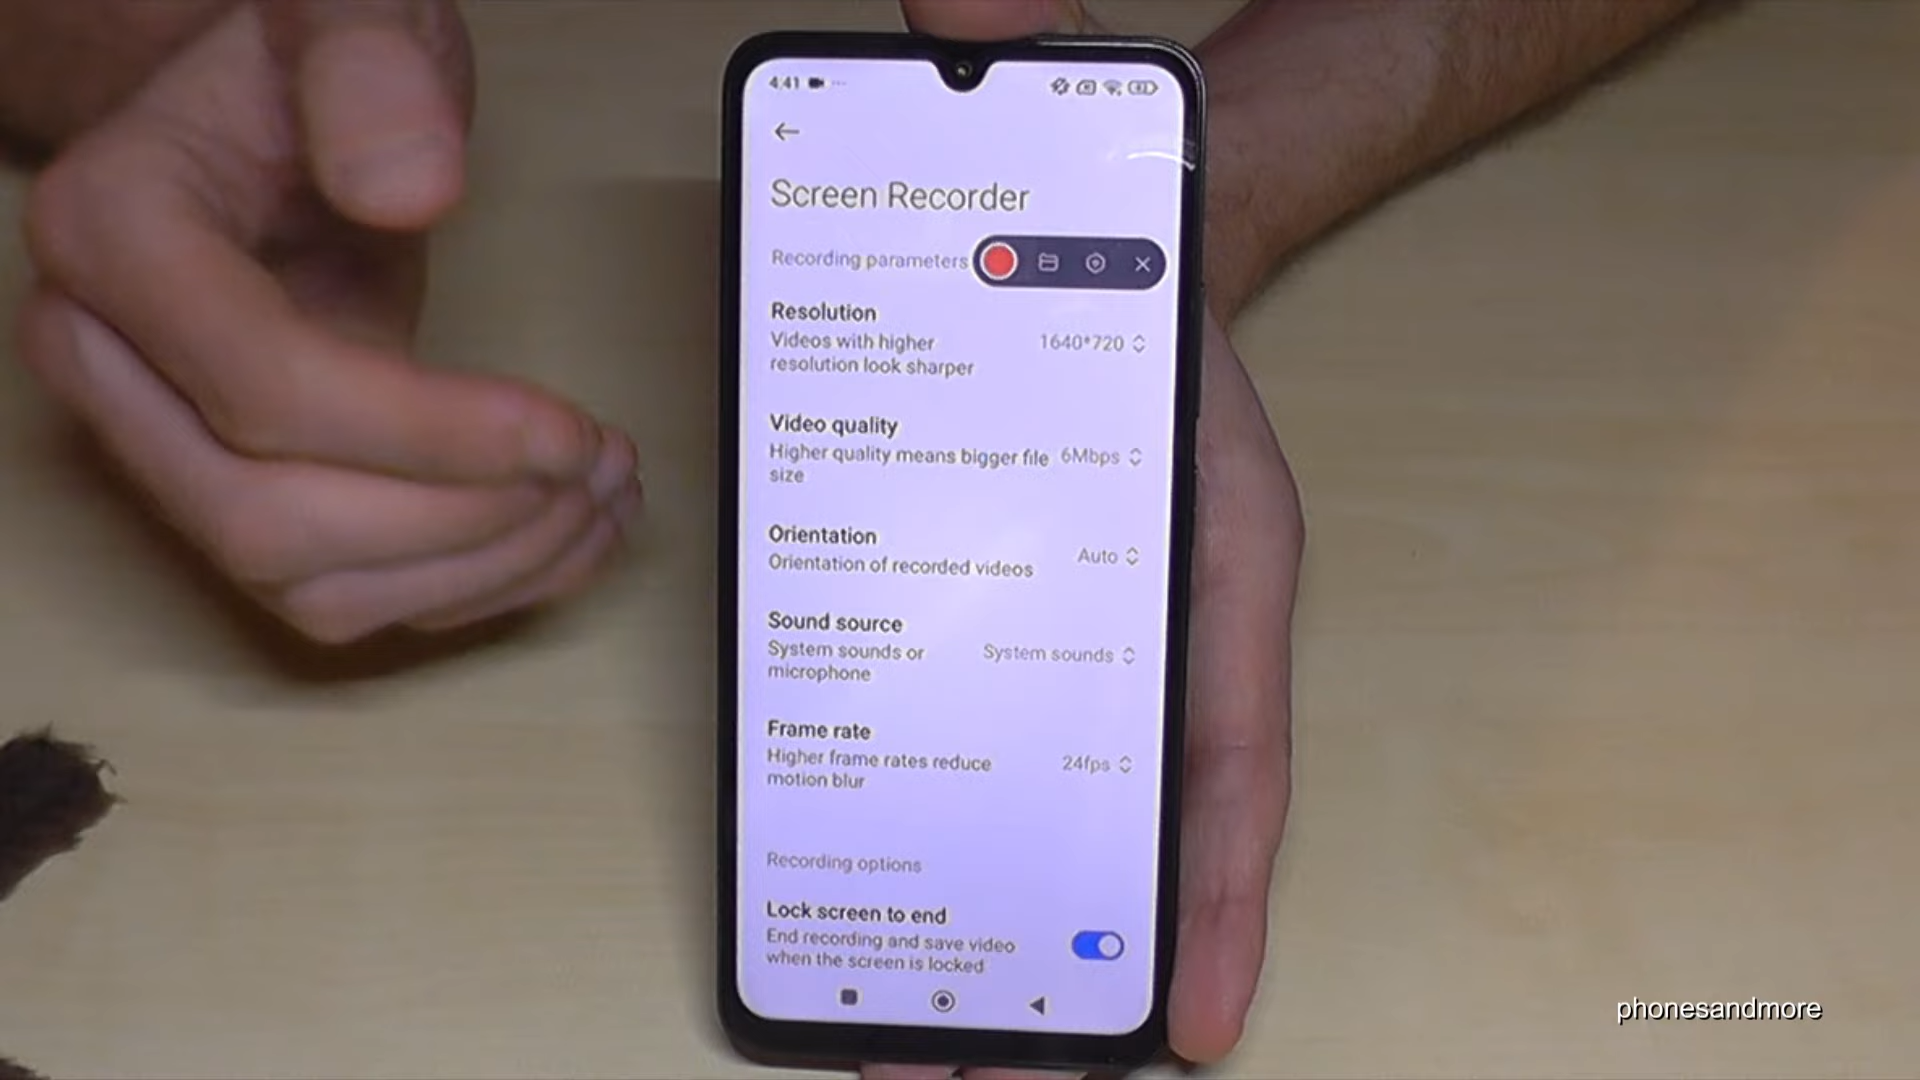 4:41
Screen Recorder
Recording parameters
Resolution
Videos with higher
resolution look sharper
1640*720
Video quality
Higher quality means bigger file
size
6Mbps
Orientation
Orientation of recorded videos
Auto
Sound source
System sounds or
microphone
System sounds
Frame rate
Higher frame rates reduce
motion blur
24fps
Recording options
Lock screen to end
End recording and save video
when the screen is locked
phonesandmore